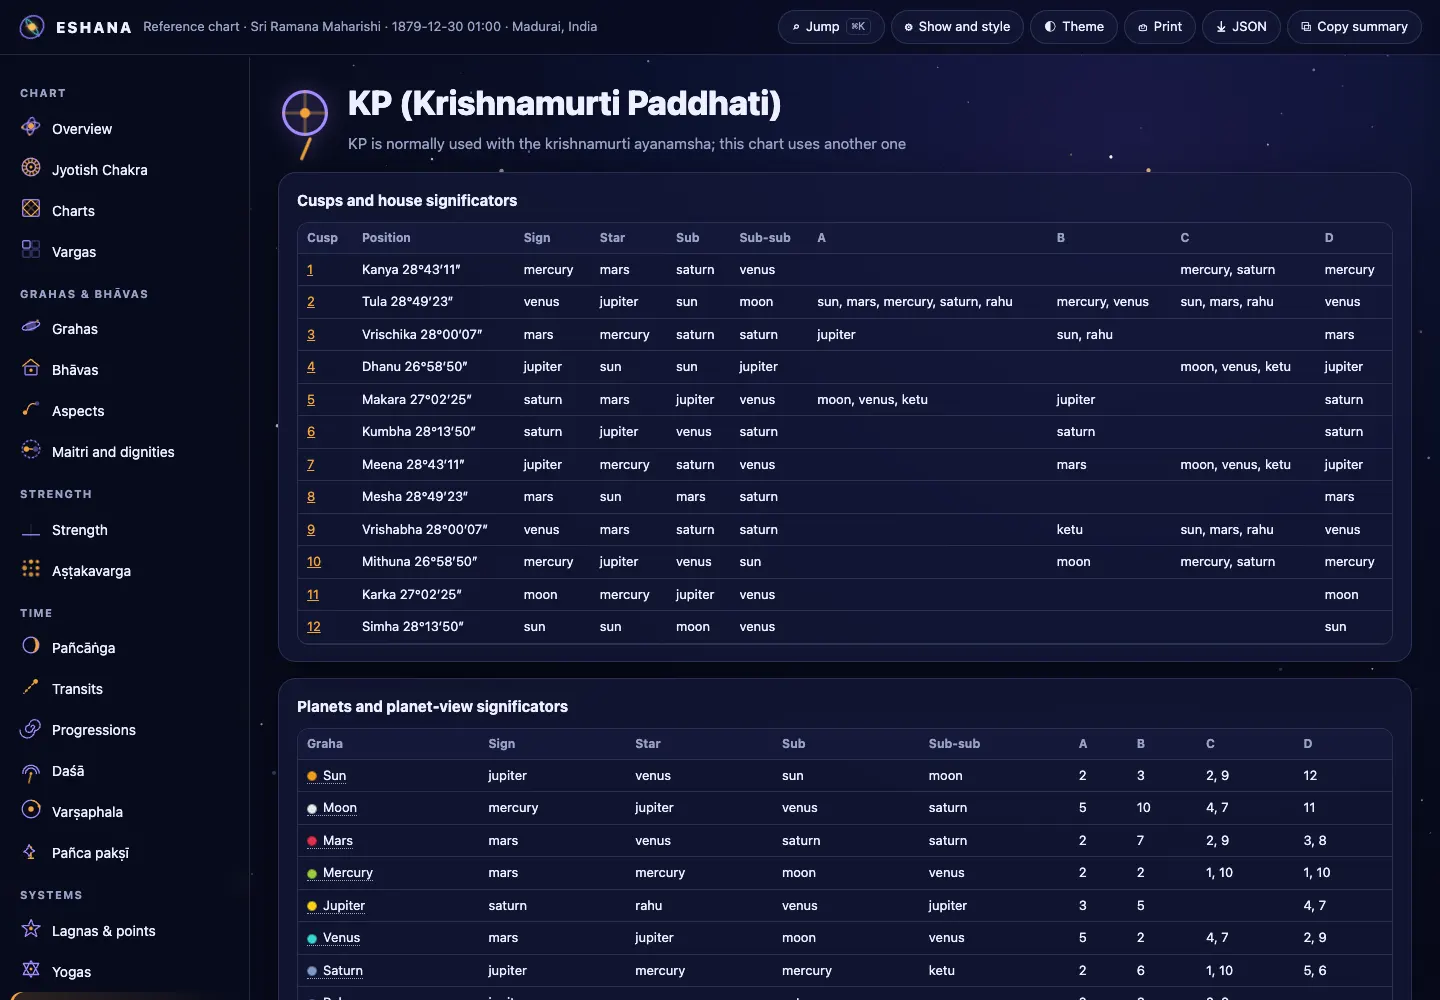 ESHANA Reference chart · Sri Ramana Maharishi · 1879-12-30 01:00 · Madurai, India
Jump ⌘K Show and style Theme Print JSON Copy summary
CHART
Overview
Jyotish Chakra
Charts
Vargas
GRAHAS & BHĀVAS
Grahas
Bhāvas
Aspects
Maitri and dignities
STRENGTH
Strength
Aṣṭakavarga
TIME
Pañcāṅga
Transits
Progressions
Daśā
Varṣaphala
Pañca pakṣī
SYSTEMS
Lagnas & points
Yogas
KP (Krishnamurti Paddhati)
KP is normally used with the krishnamurti ayanamsha; this chart uses another one
Cusps and house significators
Cusp Position Sign Star Sub Sub-sub A B C D
1 Kanya 28°43′11″ mercury mars saturn venus mercury, saturn mercury
2 Tula 28°49′23″ venus jupiter sun moon sun, mars, mercury, saturn, rahu mercury, venus sun, mars, rahu venus
3 Vrischika 28°00′07″ mars mercury saturn saturn jupiter sun, rahu mars
4 Dhanu 26°58′50″ jupiter sun sun jupiter moon, venus, ketu jupiter
5 Makara 27°02′25″ saturn mars jupiter venus moon, venus, ketu jupiter saturn
6 Kumbha 28°13′50″ saturn jupiter venus saturn saturn saturn
7 Meena 28°43′11″ jupiter mercury saturn venus mars moon, venus, ketu jupiter
8 Mesha 28°49′23″ mars sun mars saturn mars
9 Vrishabha 28°00′07″ venus mars saturn saturn ketu sun, mars, rahu venus
10 Mithuna 26°58′50″ mercury jupiter venus sun moon mercury, saturn mercury
11 Karka 27°02′25″ moon mercury jupiter venus moon
12 Simha 28°13′50″ sun sun moon venus sun
Planets and planet-view significators
Graha Sign Star Sub Sub-sub A B C D
Sun jupiter venus sun moon 2 3 2, 9 12
Moon mercury jupiter venus saturn 5 10 4, 7 11
Mars mars venus saturn saturn 2 7 2, 9 3, 8
Mercury mars mercury moon venus 2 2 1, 10 1, 10
Jupiter saturn rahu venus jupiter 3 5 4, 7
Venus mars jupiter moon venus 5 2 4, 7 2, 9
Saturn jupiter mercury mercury ketu 2 6 1, 10 5, 6